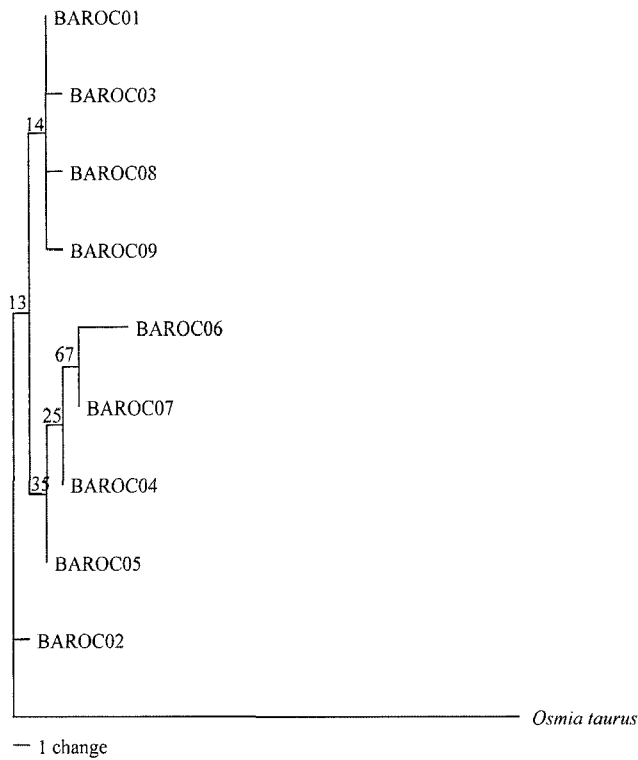 BAROC01
BAROC03
14
BAROC08
BAROC09
13
BAROC06
67
BAROC07
25
BAROC04
35
BAROC05
BAROC02
Osmia taurus
1 change